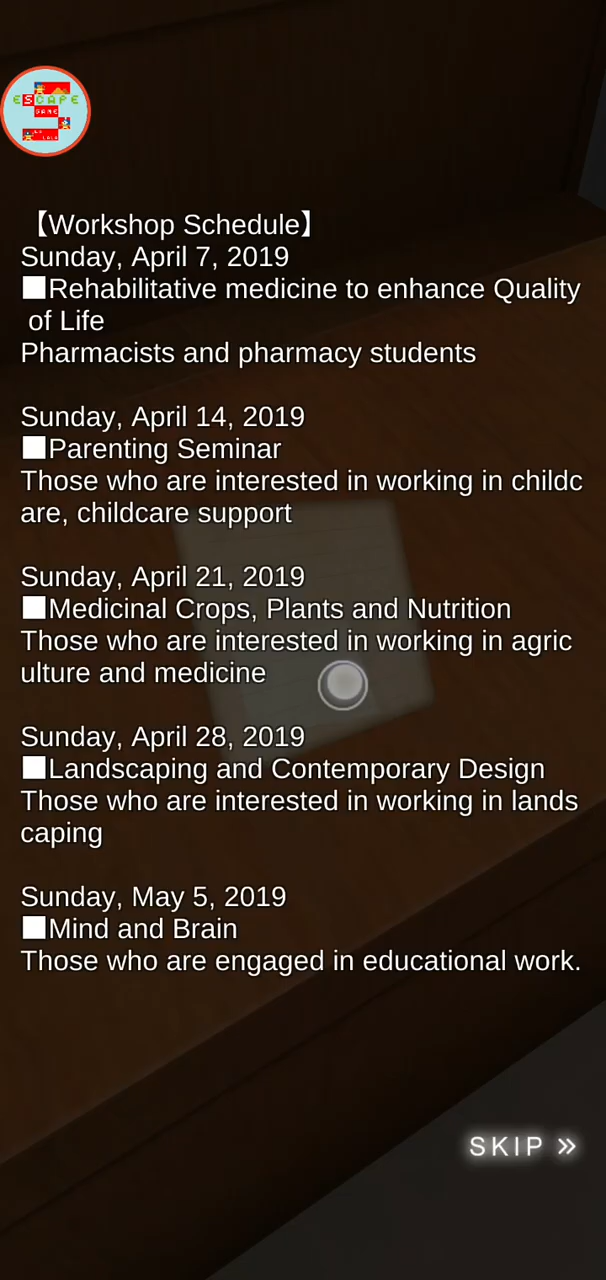 ESCAPE
GAME
【Workshop Schedule】
Sunday, April 7, 2019
■Rehabilitative medicine to enhance Quality
of Life
Pharmacists and pharmacy students
Sunday, April 14, 2019
■Parenting Seminar
Those who are interested in working in childc
are, childcare support
Sunday, April 21, 2019
■Medicinal Crops, Plants and Nutrition
Those who are interested in working in agric
ulture and medicine
Sunday, April 28, 2019
■Landscaping and Contemporary Design
Those who are interested in working in lands
caping
Sunday, May 5, 2019
■Mind and Brain
Those who are engaged in educational work.
SKIP »